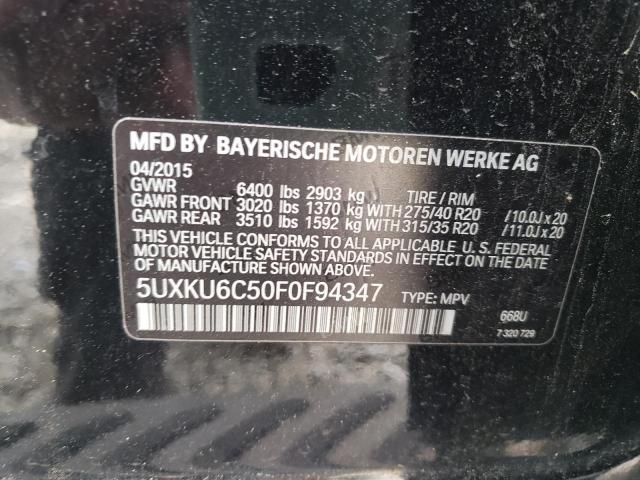 MFD BY BAYERISCHE MOTOREN WERKE AG
04/2015
GVWR 6400 lbs 2903 kg TIRE / RIM
GAWR FRONT 3020 lbs 1370 kg WITH 275/40 R20 /10.0J x 20
GAWR REAR 3510 lbs 1592 kg WITH 315/35 R20 /11.0J x 20
THIS VEHICLE CONFORMS TO ALL APPLICABLE U. S. FEDERAL
MOTOR VEHICLE SAFETY STANDARDS IN EFFECT ON THE
DATE OF MANUFACTURE SHOWN ABOVE.
5UXKU6C50F0F94347 TYPE: MPV 668U
7 320 729